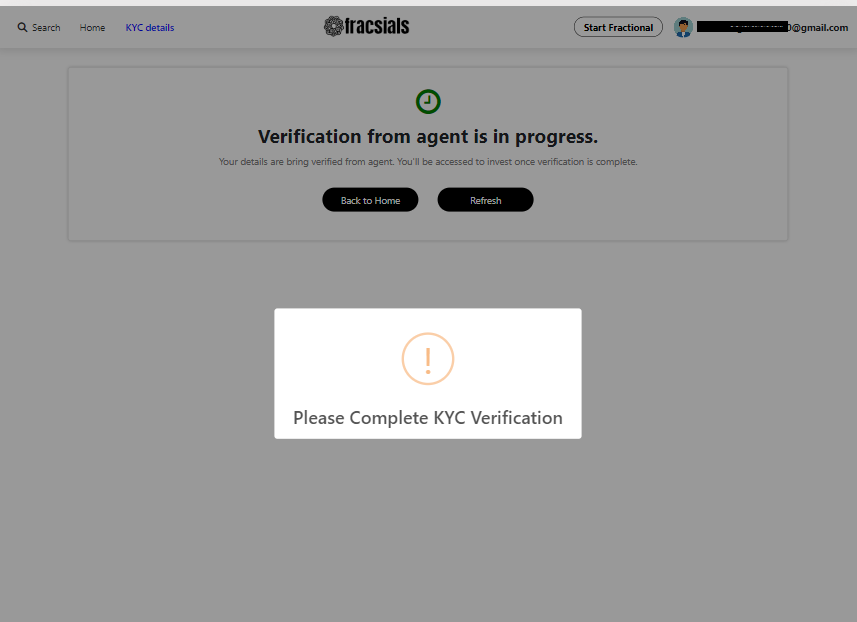 Search Home KYC details fracsials Start Fractional 0@gmail.com
Verification from agent is in progress.
Your details are bring verified from agent. You'll be accessed to invest once verification is complete.
Back to Home Refresh
!
Please Complete KYC Verification